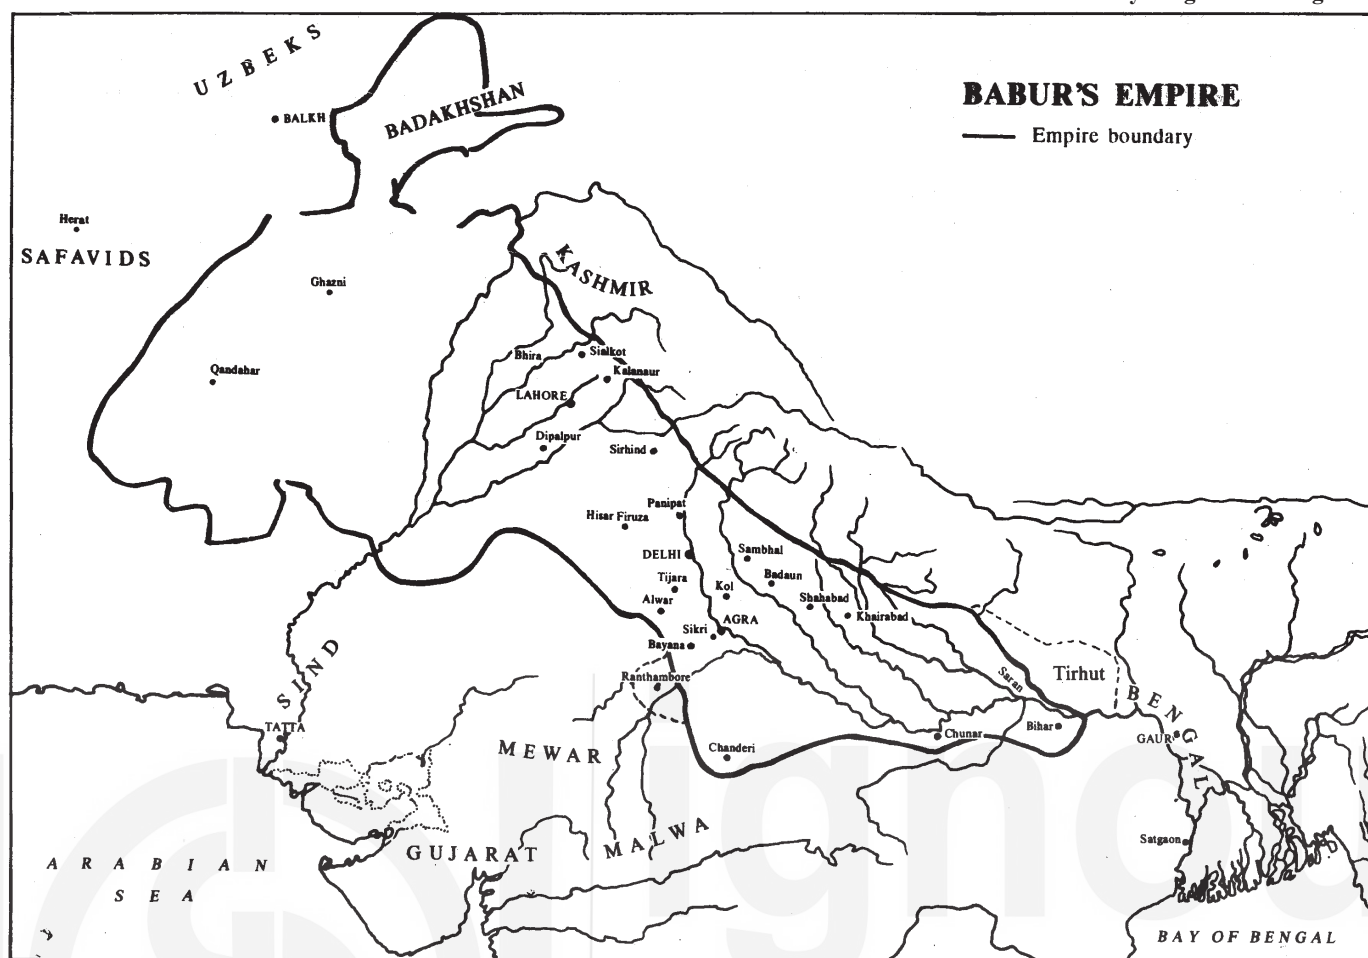 BABUR'S EMPIRE
Empire boundary
UZBEKS
BALKH
BADAKHSHAN
Herat
SAFAVIDS
Ghazni
KASHMIR
Qandahar
Bhira
Sialkot
Kalanaur
LAHORE
Dipalpur
Sirhind
Panipat
Hisar Firuza
DELHI
Sambhal
Tijara
Badaun
Kol
Alwar
Shahabad
Khairabad
Sikri
AGRA
Bayana
SIND
Ranthambore
Saran
Tirhut
BENGAL
TATTA
MEWAR
Chanderi
Chunar
Bihar
GAUR
MALWA
Satgaon
GUJARAT
ARABIAN
SEA
BAY OF BENGAL
ignou